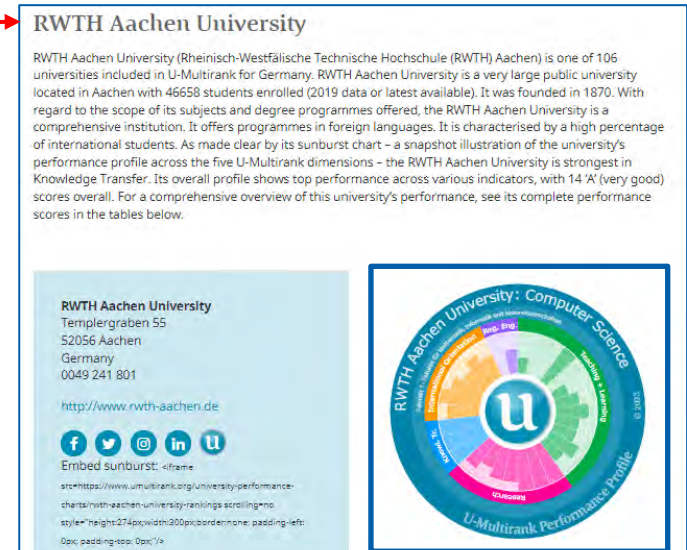 RWTH Aachen University
RWTH Aachen University (Rheinisch-Westfälische Technische Hochschule (RWTH) Aachen) is one of 106
universities included in U-Multirank for Germany. RWTH Aachen University is a very large public university
located in Aachen with 46658 students enrolled (2019 data or latest available). It was founded in 1870. With
regard to the scope of its subjects and degree programmes offered, the RWTH Aachen University is a
comprehensive institution. It offers programmes in foreign languages. It is characterised by a high percentage
of international students. As made clear by its sunburst chart – a snapshot illustration of the university's
performance profile across the five U-Multirank dimensions – the RWTH Aachen University is strongest in
Knowledge Transfer. Its overall profile shows top performance across various indicators, with 14 'A' (very good)
scores overall. For a comprehensive overview of this university's performance, see its complete performance
scores in the tables below.
RWTH Aachen University
Templergraben 55
52056 Aachen
Germany
0049 241 801
http://www.rwth-aachen.de
Embed sunburst: <iframe
src=https://www.umultirank.org/university-performance-
charts/rwth-aachen-university-rankings scrolling=no
style="height:274px;width:300px;border:none; padding-left:
0px; padding-top: 0px;"/>
RWTH Aachen University: Computer Science
International Orientation
Reg. Eng.
Teaching + Learning
Knowl. Tr.
Research
U-Multirank Performance Profile